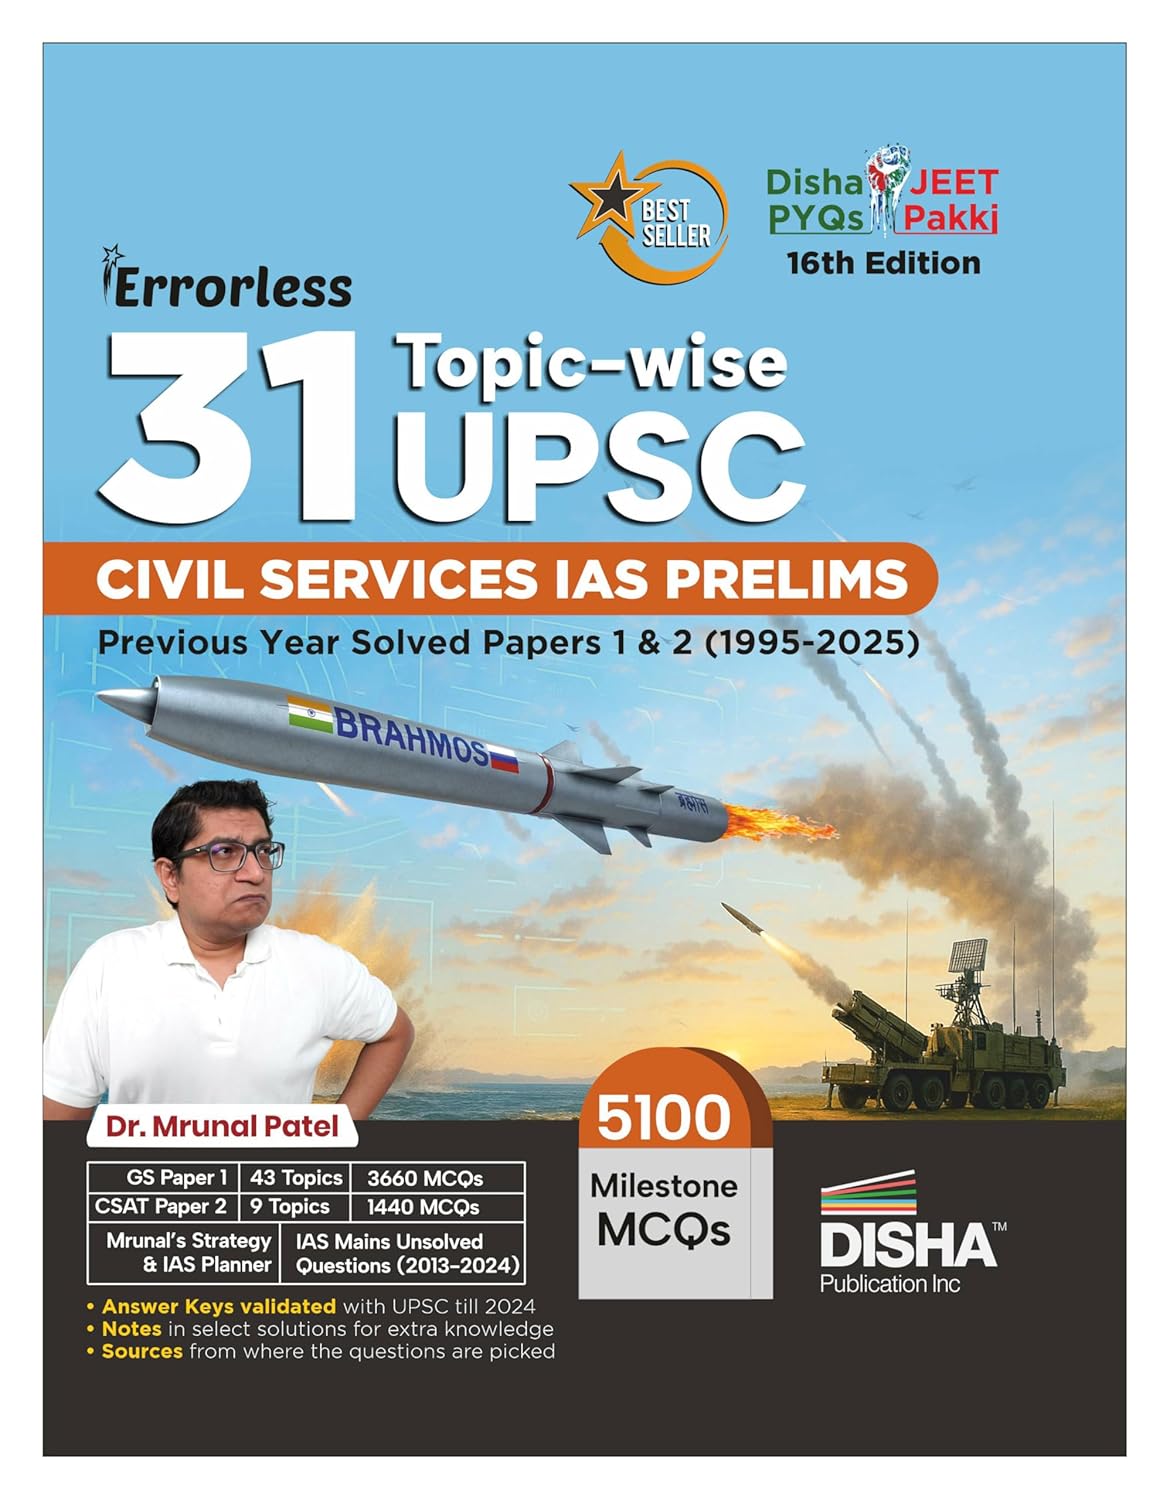 BEST
SELLER
Disha JEET
PYQs Pakki
16th Edition
Errorless
31 Topic-wise
UPSC
CIVIL SERVICES IAS PRELIMS
Previous Year Solved Papers 1 & 2 (1995-2025)
BRAHMOS
ब्रह्मोस
Dr. Mrunal Patel
GS Paper 1 43 Topics 3660 MCQs
CSAT Paper 2 9 Topics 1440 MCQs
Mrunal's Strategy
& IAS Planner
IAS Mains Unsolved
Questions (2013-2024)
• Answer Keys validated with UPSC till 2024
• Notes in select solutions for extra knowledge
• Sources from where the questions are picked
5100
Milestone
MCQs
DISHA™
Publication Inc